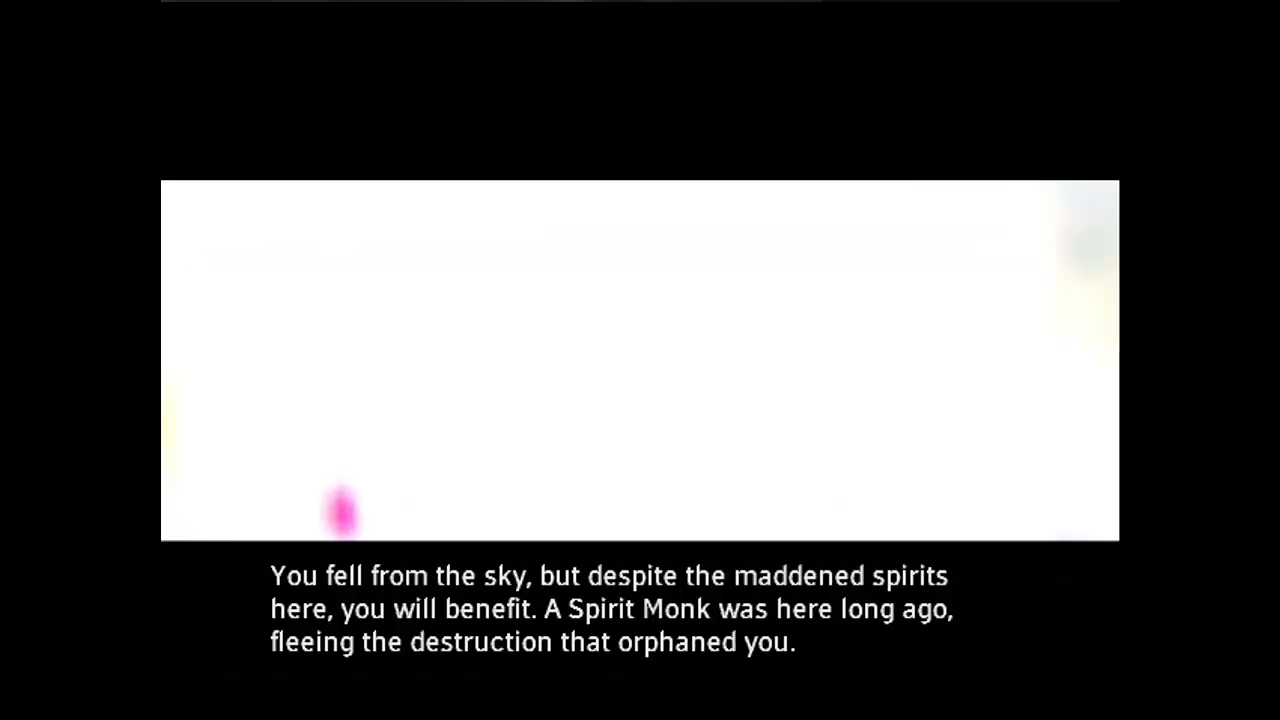 You fell from the sky, but despite the maddened spirits
here, you will benefit. A Spirit Monk was here long ago,
fleeing the destruction that orphaned you.